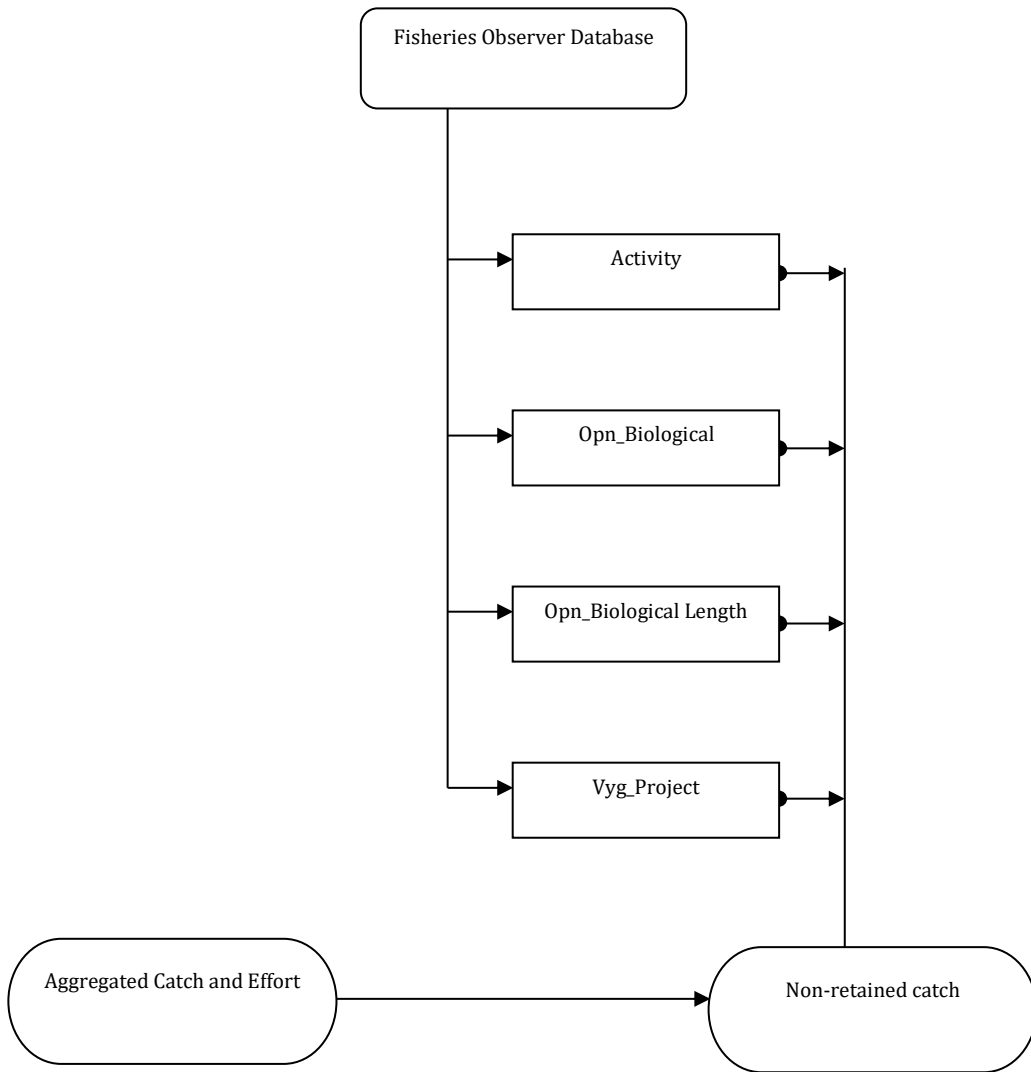 Fisheries Observer Database
Activity
Opn_Biological
Opn_Biological Length
Vyg_Project
Aggregated Catch and Effort
Non-retained catch